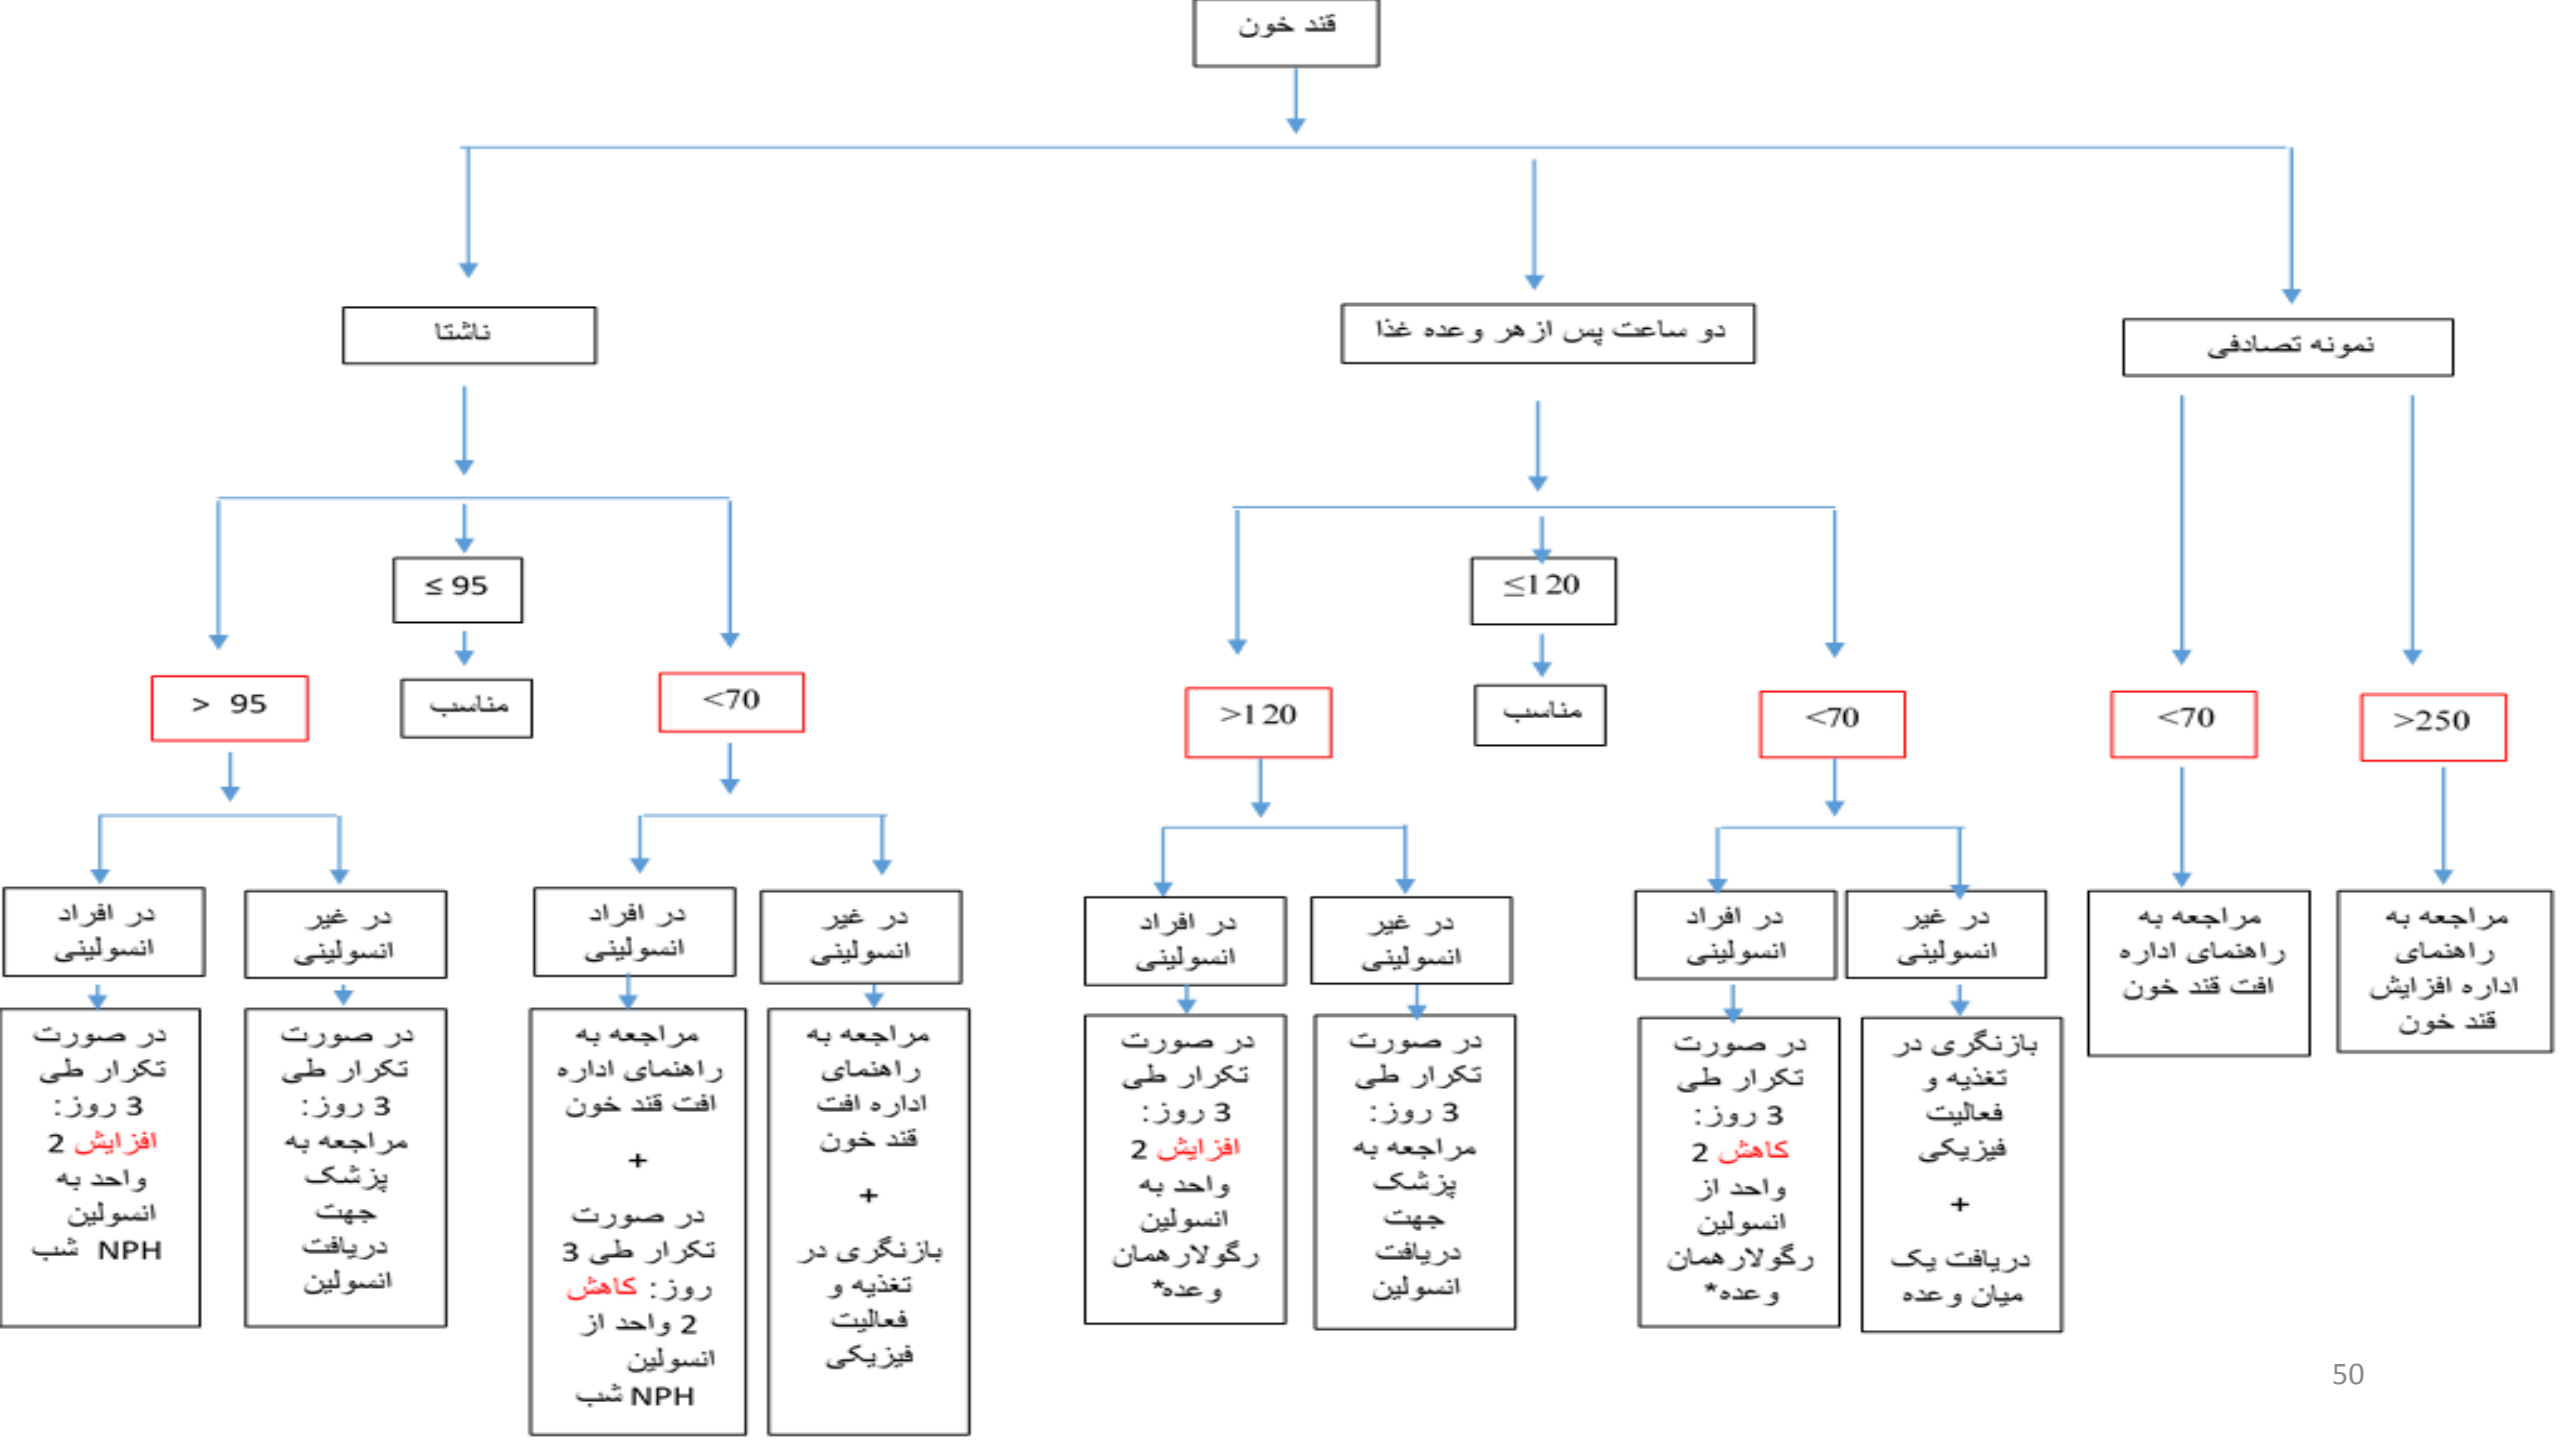 قند خون
ناشتا
دو ساعت پس از هر وعده غذا
نمونه تصادفی
≤ 95
≤120
> 95
مناسب
<70
>120
مناسب
<70
<70
>250
در افراد
انسولینی
در غیر
انسولینی
در افراد
انسولینی
در غیر
انسولینی
در افراد
انسولینی
در غیر
انسولینی
در افراد
انسولینی
در غیر
انسولینی
مراجعه به
راهنمای اداره
افت قند خون
مراجعه به
راهنمای
اداره افزایش
قند خون
در صورت
تکرار طی
3 روز:
افزایش 2
واحد به
انسولین
NPH شب
در صورت
تکرار طی
3 روز:
مراجعه به
پزشک
جهت
دریافت
انسولین
مراجعه به
راهنمای اداره
افت قند خون
+
در صورت
تکرار طی 3
روز: کاهش
2 واحد از
انسولین
NPH شب
مراجعه به
راهنمای
اداره افت
قند خون
+
بازنگری در
تغذیه و
فعالیت
فیزیکی
در صورت
تکرار طی
3 روز:
افزایش 2
واحد به
انسولین
رگولار همان
وعده*
در صورت
تکرار طی
3 روز:
مراجعه به
پزشک
جهت
دریافت
انسولین
در صورت
تکرار طی
3 روز:
کاهش 2
واحد از
انسولین
رگولار همان
وعده*
بازنگری در
تغذیه و
فعالیت
فیزیکی
+
دریافت یک
میان وعده
50